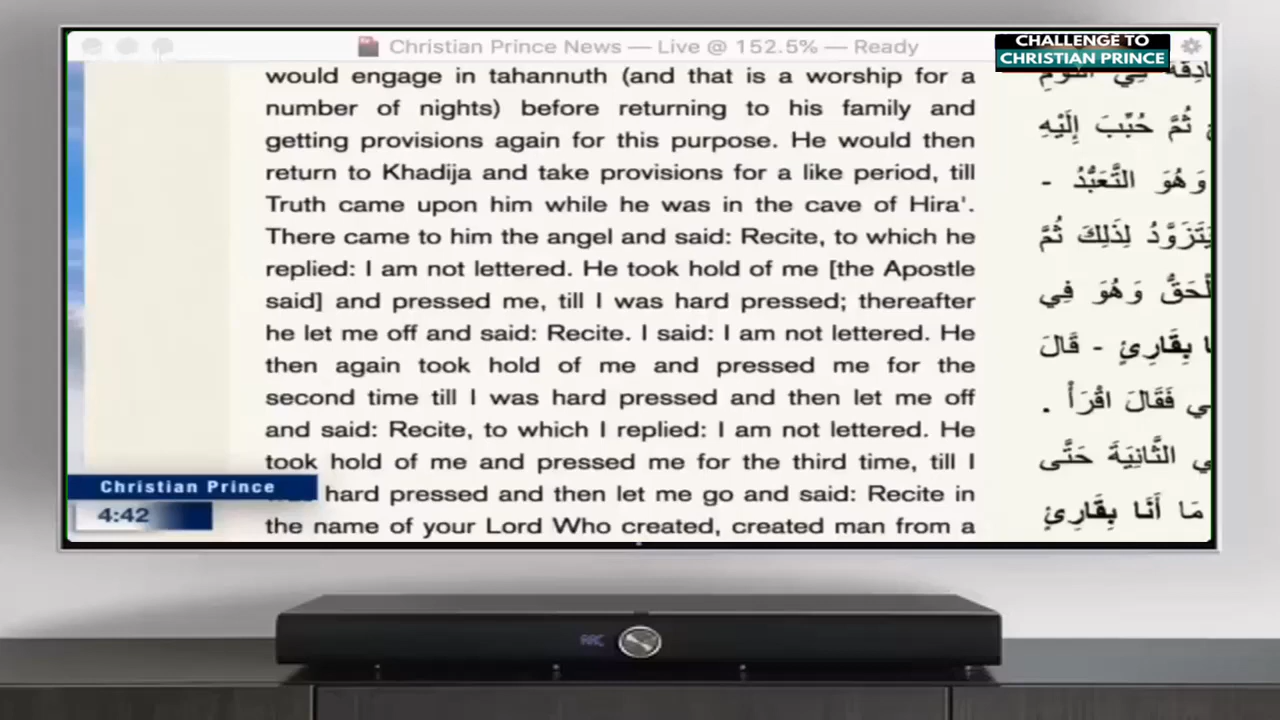 Christian Prince News — Live @ 152.5% — Ready
CHALLENGE TO
CHRISTIAN PRINCE
would engage in tahannuth (and that is a worship for a
number of nights) before returning to his family and
getting provisions again for this purpose. He would then
return to Khadija and take provisions for a like period, till
Truth came upon him while he was in the cave of Hira'.
There came to him the angel and said: Recite, to which he
replied: I am not lettered. He took hold of me [the Apostle
said] and pressed me, till I was hard pressed; thereafter
he let me off and said: Recite. I said: I am not lettered. He
then again took hold of me and pressed me for the
second time till I was hard pressed and then let me off
and said: Recite, to which I replied: I am not lettered. He
took hold of me and pressed me for the third time, till I
hard pressed and then let me go and said: Recite in
the name of your Lord Who created, created man from a
فِي النَّوْمِ
ثُمَّ حُبِّبَ إِلَيْهِ
وَهُوَ التَّعَبُّدُ -
لِذَلِكَ ثُمَّ
وَهُوَ فِي
بِقَارِئٍ - قَالَ
فَقَالَ اقْرَأْ .
الثَّانِيَةَ حَتَّى
مَا أَنَا بِقَارِئٍ
Christian Prince
4:42
ARC